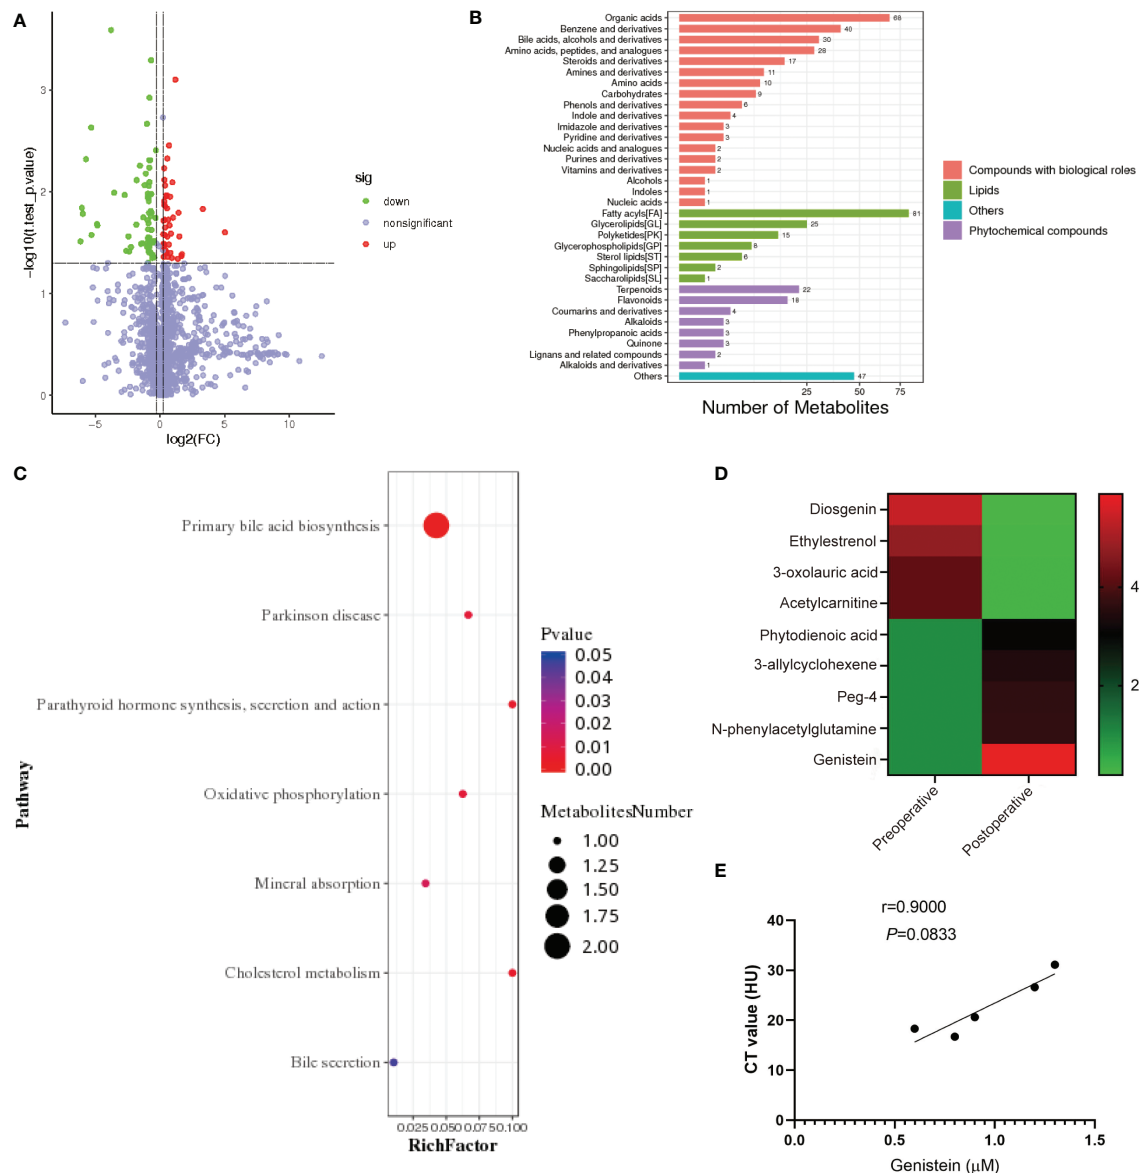 A
−log10(t.test_p.value)
3
2
1
0
−5
0
5
10
log2(FC)
sig
down
nonsignificant
up
B
Organic acids 68
Benzene and derivatives 40
Bile acids, alcohols and derivatives 30
Amino acids, peptides, and analogues 28
Steroids and derivatives 17
Amines and derivatives 11
Amino acids 10
Carbohydrates 9
Phenols and derivatives 6
Indole and derivatives 4
Imidazole and derivatives 3
Pyridine and derivatives 3
Nucleic acids and analogues 2
Purines and derivatives 2
Vitamins and derivatives 2
Alcohols 1
Indoles 1
Nucleic acids 1
Fatty acyls[FA] 81
Glycerolipids[GL] 25
Polyketides[PK] 15
Glycerophospholipids[GP] 8
Sterol lipids[ST] 6
Sphingolipids[SP] 2
Saccharolipids[SL] 1
Terpenoids 22
Flavonoids 18
Coumarins and derivatives 4
Alkaloids 3
Phenylpropanoic acids 3
Quinone 3
Lignans and related compounds 2
Alkaloids and derivatives 1
Others 47
25 50 75
Number of Metabolites
Compounds with biological roles
Lipids
Others
Phytochemical compounds
C
Pathway
Primary bile acid biosynthesis
Parkinson disease
Parathyroid hormone synthesis, secretion and action
Oxidative phosphorylation
Mineral absorption
Cholesterol metabolism
Bile secretion
0.025 0.050 0.075 0.100
RichFactor
Pvalue
0.05
0.04
0.03
0.02
0.01
0.00
MetabolitesNumber
1.00
1.25
1.50
1.75
2.00
D
Diosgenin
Ethylestrenol
3-oxolauric acid
Acetylcarnitine
Phytodienoic acid
3-allylcyclohexene
Peg-4
N-phenylacetylglutamine
Genistein
Preoperative
Postoperative
4
2
E
r=0.9000
P=0.0833
CT value (HU)
40
30
20
10
0
0.0 0.5 1.0 1.5
Genistein (μM)